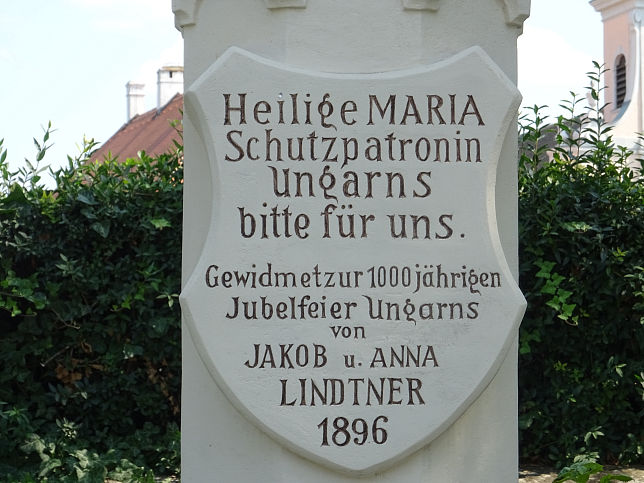 Heilige MARIA
Schutzpatronin
Ungarns
bitte für uns.
Gewidmet zur 1000 jährigen
Jubelfeier Ungarns
von
JAKOB u. ANNA
LINDTNER
1896